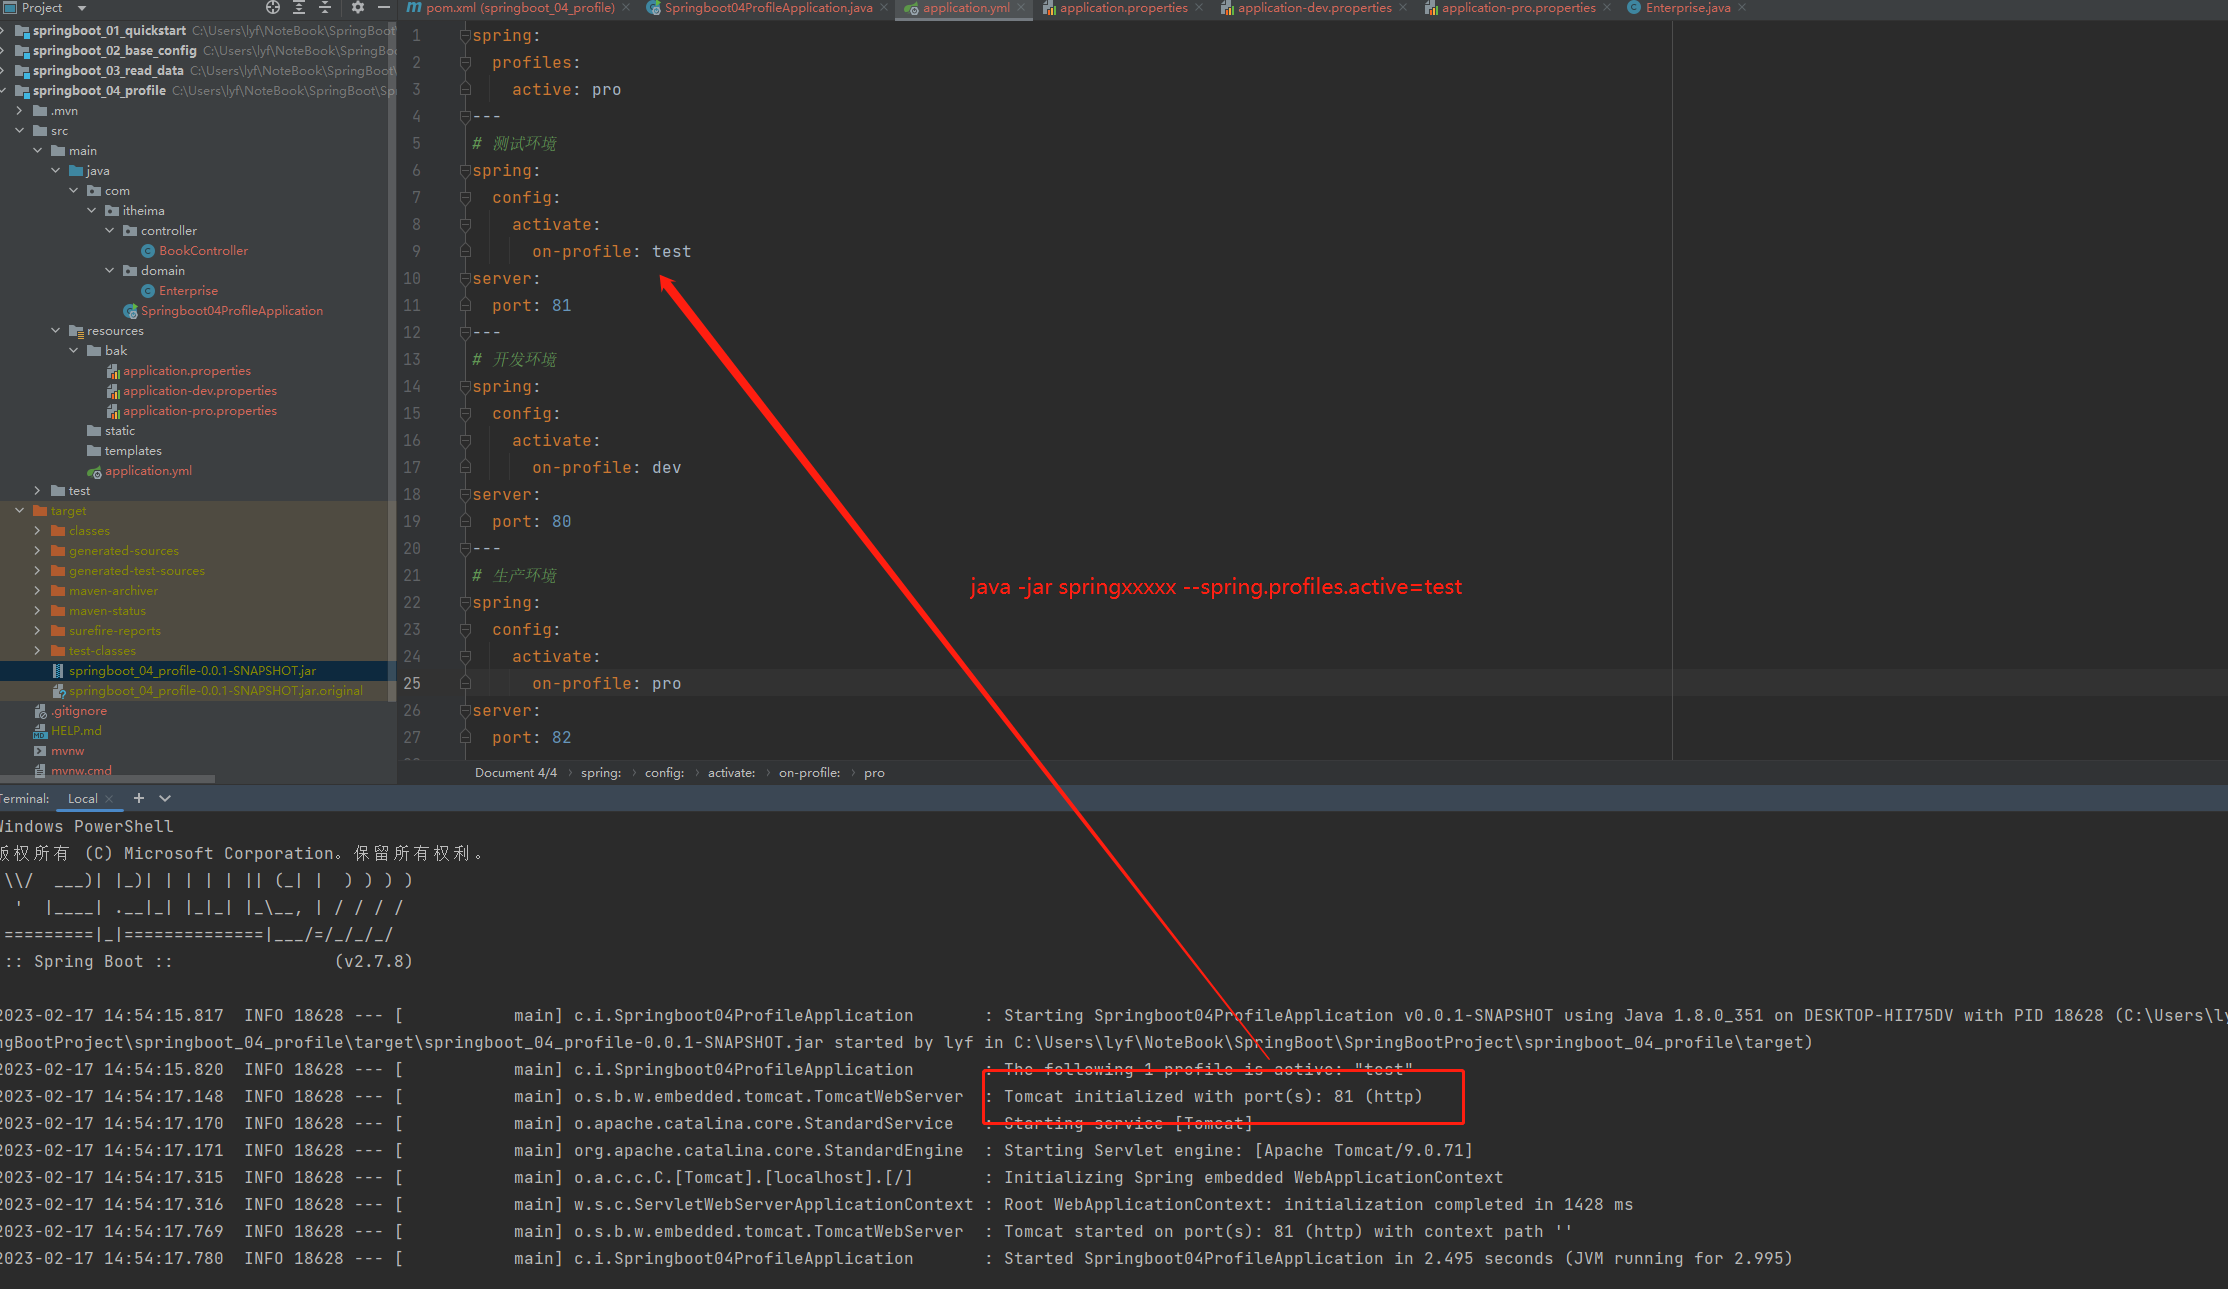 Project
pom.xml (springboot_04_profile)
Springboot04ProfileApplication.java
application.yml
application.properties
application-dev.properties
application-pro.properties
Enterprise.java
springboot_01_quickstart C:\Users\lyf\NoteBook\SpringBoot\
springboot_02_base_config C:\Users\lyf\NoteBook\SpringBo
springboot_03_read_data C:\Users\lyf\NoteBook\SpringBoot\
springboot_04_profile C:\Users\lyf\NoteBook\SpringBoot\Sp
.mvn
src
main
java
com
itheima
controller
BookController
domain
Enterprise
Springboot04ProfileApplication
resources
bak
application.properties
application-dev.properties
application-pro.properties
static
templates
application.yml
test
target
classes
generated-sources
generated-test-sources
maven-archiver
maven-status
surefire-reports
test-classes
springboot_04_profile-0.0.1-SNAPSHOT.jar
springboot_04_profile-0.0.1-SNAPSHOT.jar.original
.gitignore
HELP.md
mvnw
mvnw.cmd
1 spring:
2 profiles:
3 active: pro
4 ---
5 # 测试环境
6 spring:
7 config:
8 activate:
9 on-profile: test
10 server:
11 port: 81
12 ---
13 # 开发环境
14 spring:
15 config:
16 activate:
17 on-profile: dev
18 server:
19 port: 80
20 ---
21 # 生产环境
22 spring:
23 config:
24 activate:
25 on-profile: pro
26 server:
27 port: 82
java -jar springxxxxx --spring.profiles.active=test
Document 4/4 › spring: › config: › activate: › on-profile: › pro
Terminal: Local
Windows PowerShell
版权所有 (C) Microsoft Corporation。保留所有权利。
\\/  ___)| |_)| | | | | || (_| |  ) ) ) )
'  |____| .__|_| |_|_| |_\__, | / / / /
=========|_|==============|___/=/_/_/_/
:: Spring Boot ::                (v2.7.8)
2023-02-17 14:54:15.817  INFO 18628 --- [           main] c.i.Springboot04ProfileApplication       : Starting Springboot04ProfileApplication v0.0.1-SNAPSHOT using Java 1.8.0_351 on DESKTOP-HII75DV with PID 18628 (C:\Users\ly
ngBootProject\springboot_04_profile\target\springboot_04_profile-0.0.1-SNAPSHOT.jar started by lyf in C:\Users\lyf\NoteBook\SpringBoot\SpringBootProject\springboot_04_profile\target)
2023-02-17 14:54:15.820  INFO 18628 --- [           main] c.i.Springboot04ProfileApplication       : The following 1 profile is active: "test"
2023-02-17 14:54:17.148  INFO 18628 --- [           main] o.s.b.w.embedded.tomcat.TomcatWebServer  : Tomcat initialized with port(s): 81 (http)
2023-02-17 14:54:17.170  INFO 18628 --- [           main] o.apache.catalina.core.StandardService   : Starting service [Tomcat]
2023-02-17 14:54:17.171  INFO 18628 --- [           main] org.apache.catalina.core.StandardEngine  : Starting Servlet engine: [Apache Tomcat/9.0.71]
2023-02-17 14:54:17.315  INFO 18628 --- [           main] o.a.c.c.C.[Tomcat].[localhost].[/]       : Initializing Spring embedded WebApplicationContext
2023-02-17 14:54:17.316  INFO 18628 --- [           main] w.s.c.ServletWebServerApplicationContext : Root WebApplicationContext: initialization completed in 1428 ms
2023-02-17 14:54:17.769  INFO 18628 --- [           main] o.s.b.w.embedded.tomcat.TomcatWebServer  : Tomcat started on port(s): 81 (http) with context path ''
2023-02-17 14:54:17.780  INFO 18628 --- [           main] c.i.Springboot04ProfileApplication       : Started Springboot04ProfileApplication in 2.495 seconds (JVM running for 2.995)